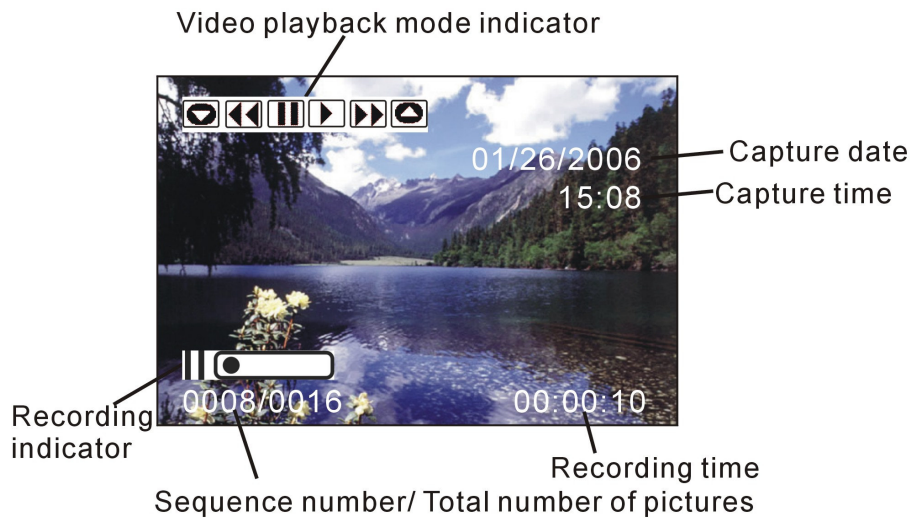 Video playback mode indicator
01/26/2006
Capture date
15:08
Capture time
0008/0016
00:00:10
Recording
indicator
Recording time
Sequence number/ Total number of pictures